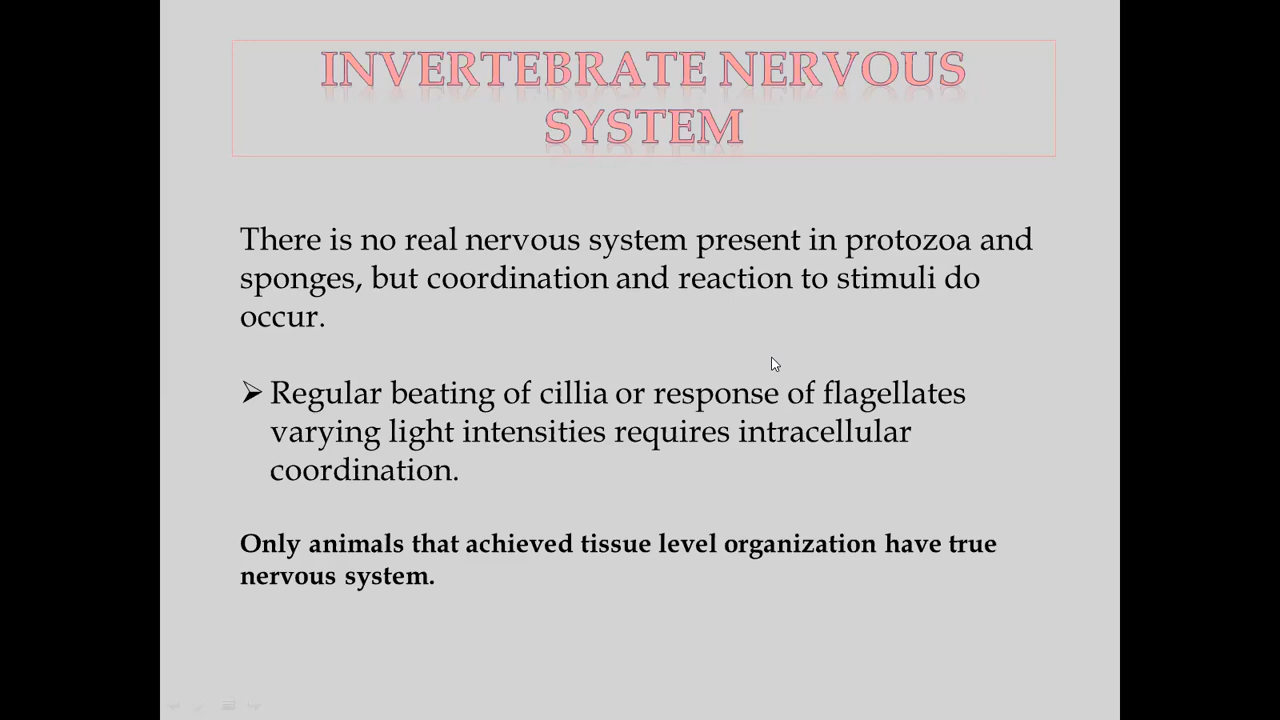 INVERTEBRATE NERVOUS
SYSTEM
There is no real nervous system present in protozoa and
sponges, but coordination and reaction to stimuli do
occur.
➢ Regular beating of cillia or response of flagellates
varying light intensities requires intracellular
coordination.
Only animals that achieved tissue level organization have true
nervous system.